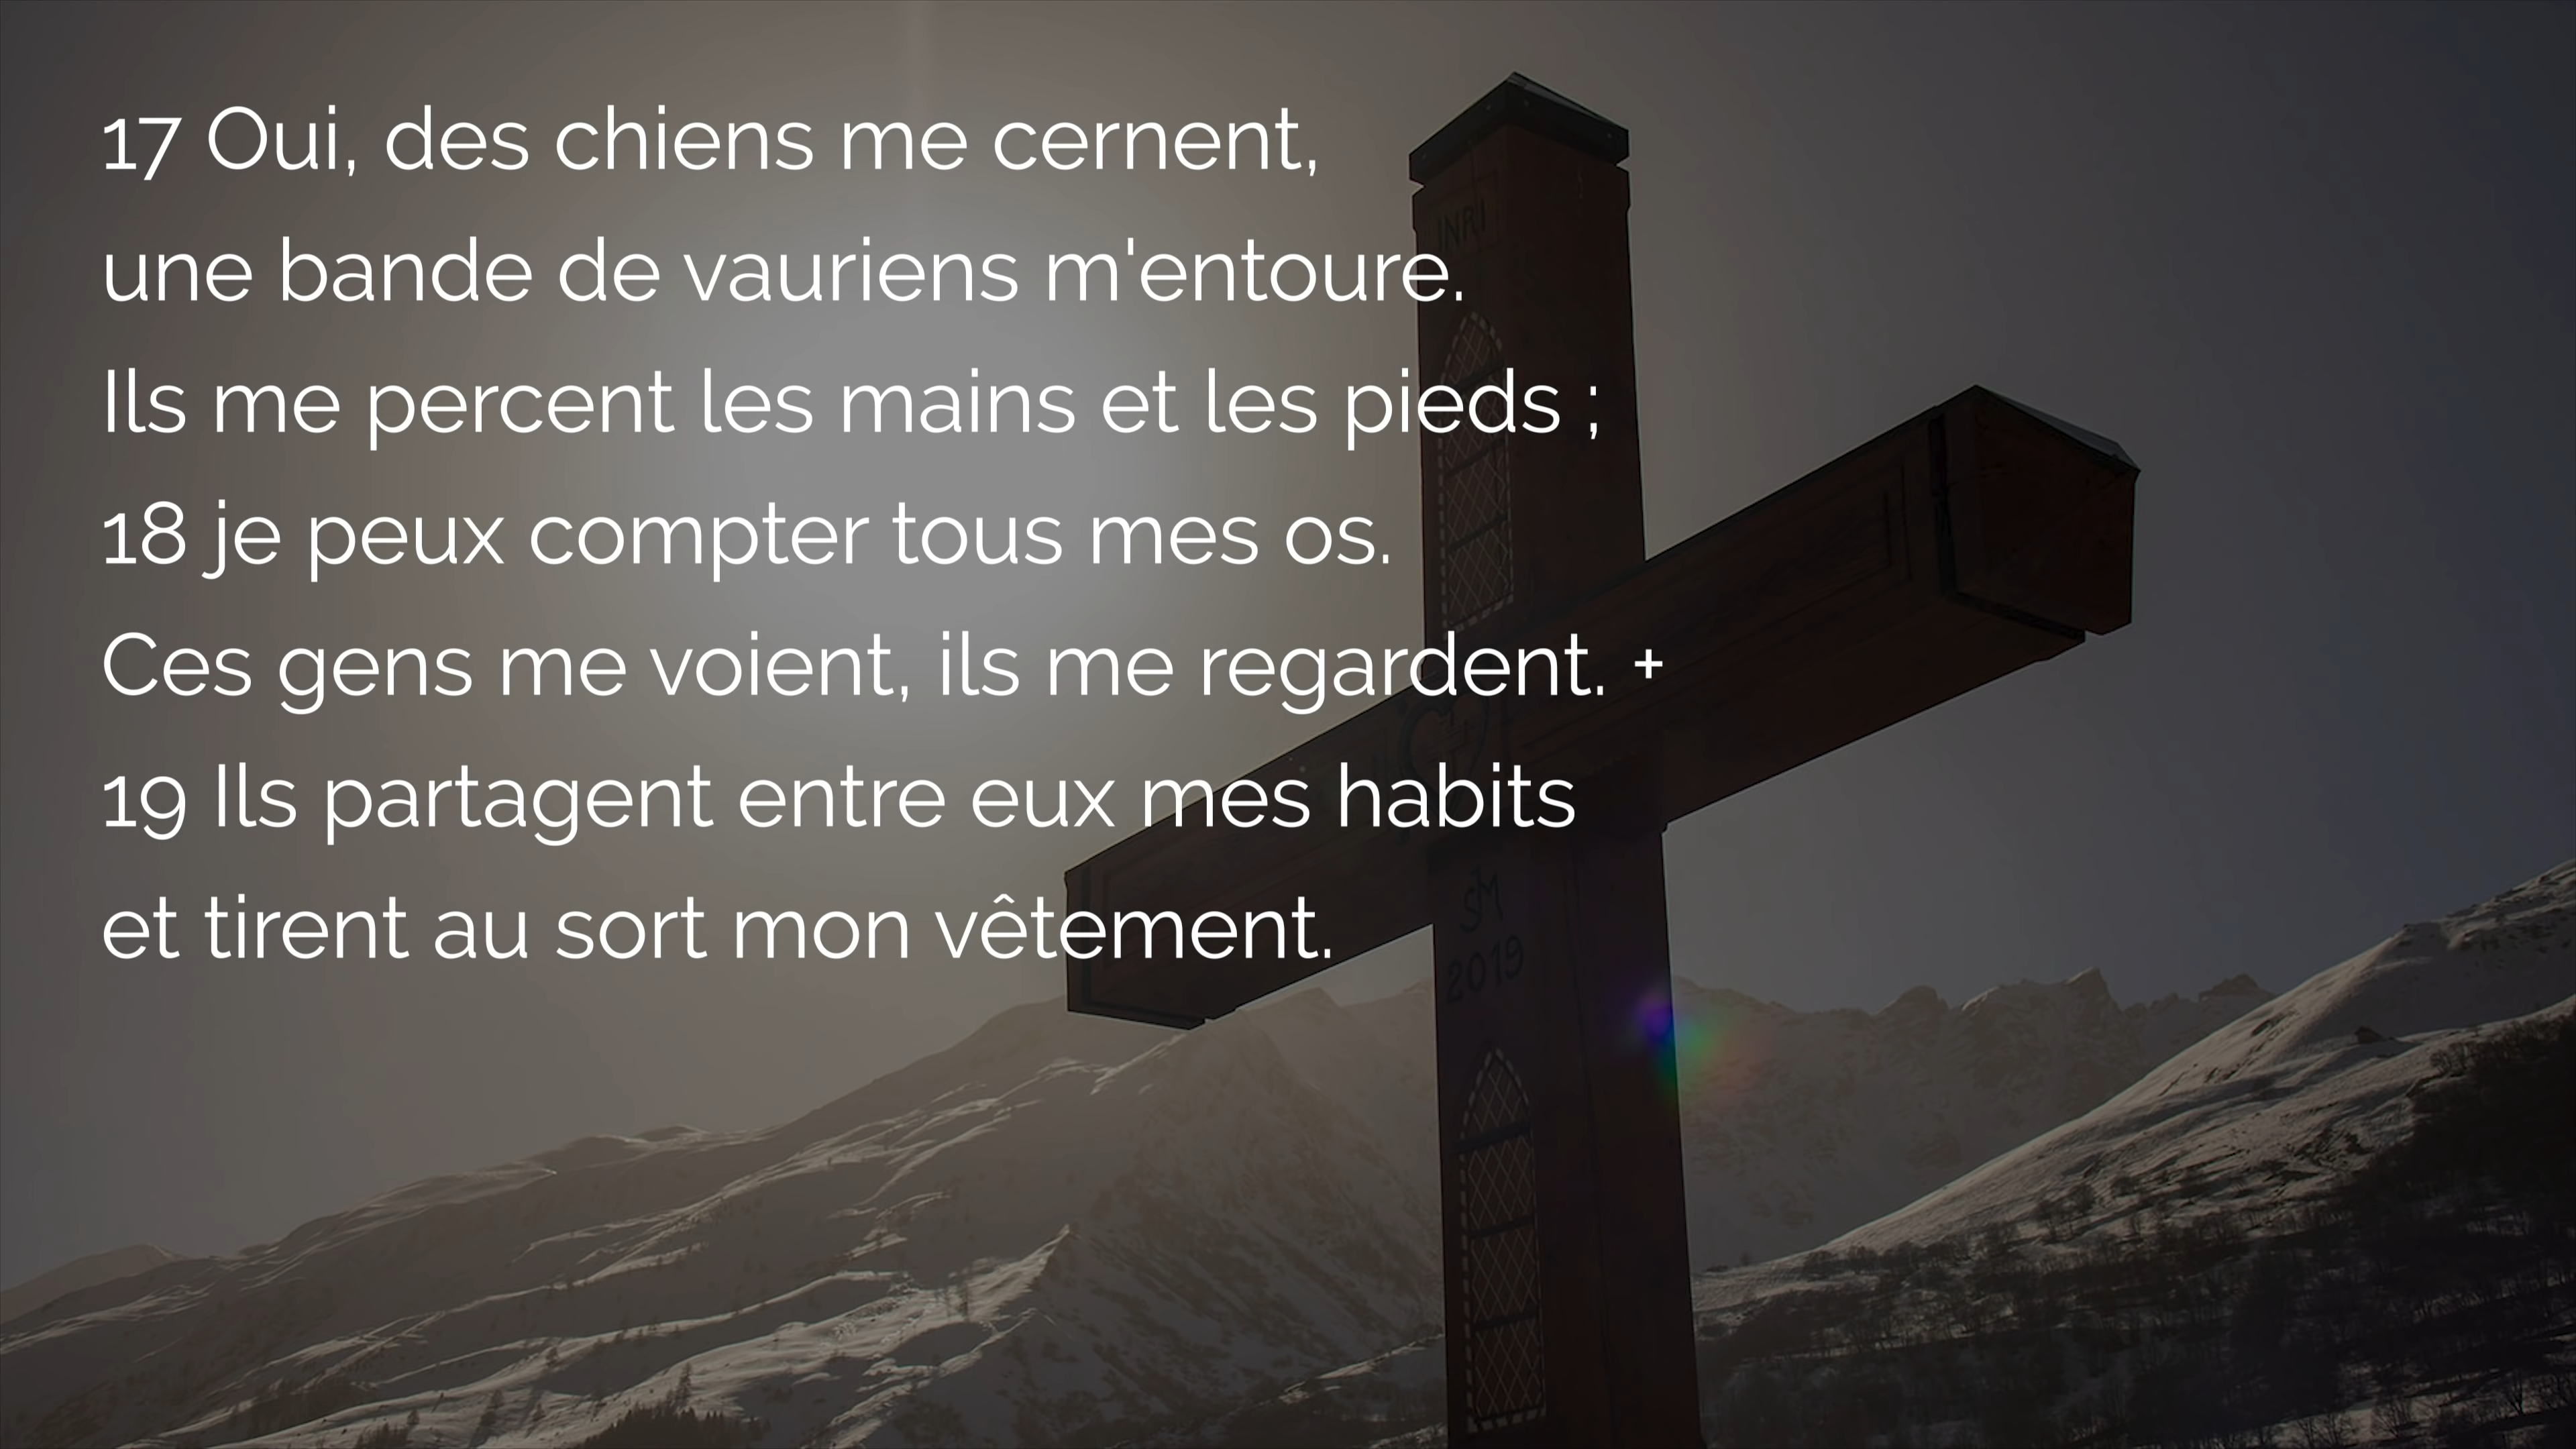 17 Oui, des chiens me cernent,
une bande de vauriens m'entoure.
Ils me percent les mains et les pieds ;
18 je peux compter tous mes os.
Ces gens me voient, ils me regardent. +
19 Ils partagent entre eux mes habits
et tirent au sort mon vêtement.
INRI
SM
2019